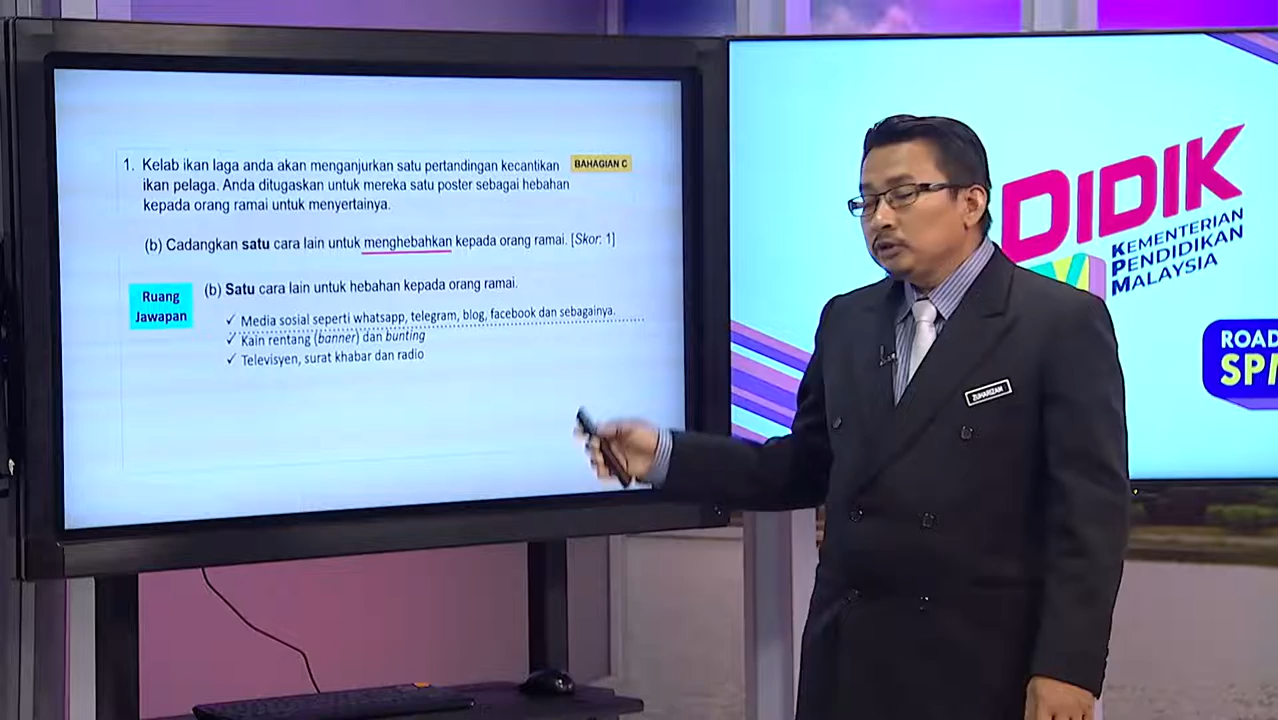 1. Kelab ikan laga anda akan menganjurkan satu pertandingan kecantikan
BAHAGIAN C
ikan pelaga. Anda ditugaskan untuk mereka satu poster sebagai hebahan
kepada orang ramai untuk menyertainya.
(b) Cadangkan satu cara lain untuk menghebahkan kepada orang ramai. [Skor: 1]
Ruang
Jawapan
(b) Satu cara lain untuk hebahan kepada orang ramai.
✓ Media sosial seperti whatsapp, telegram, blog, facebook dan sebagainya.
✓ Kain rentang (banner) dan bunting
✓ Televisyen, surat khabar dan radio
DIDIK
KEMENTERIAN
PENDIDIKAN
MALAYSIA
ROAD
SPM
ZUHARIZAM